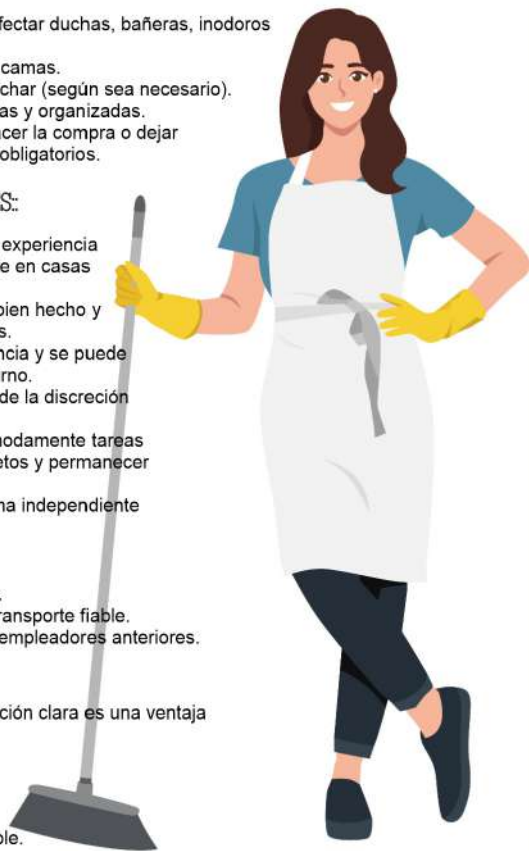 fectar duchas, bañeras, inodoros
camas.
char (según sea necesario).
as y organizadas.
cer la compra o dejar
obligatorios.
S:
experiencia
e en casas
bien hecho y
s.
ncia y se puede
rno.
de la discreción
nodamente tareas
etos y permanecer
na independiente
.
ransporte fiable.
empleadores anteriores.
ción clara es una ventaja
ble.